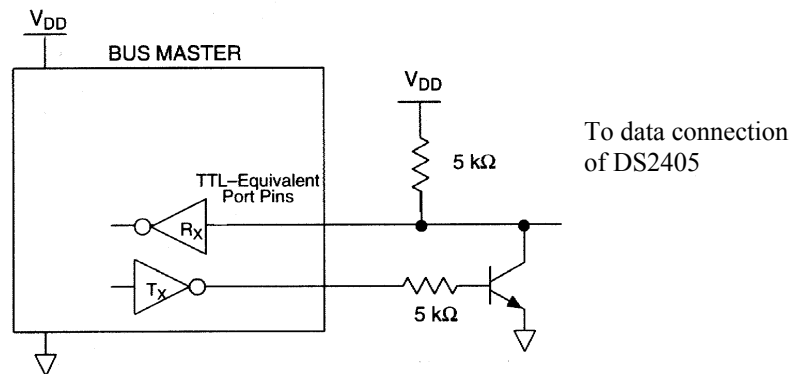 VDD
BUS MASTER
VDD
To data connection
of DS2405
5 kΩ
TTL–Equivalent
Port Pins
RX
TX
5 kΩ